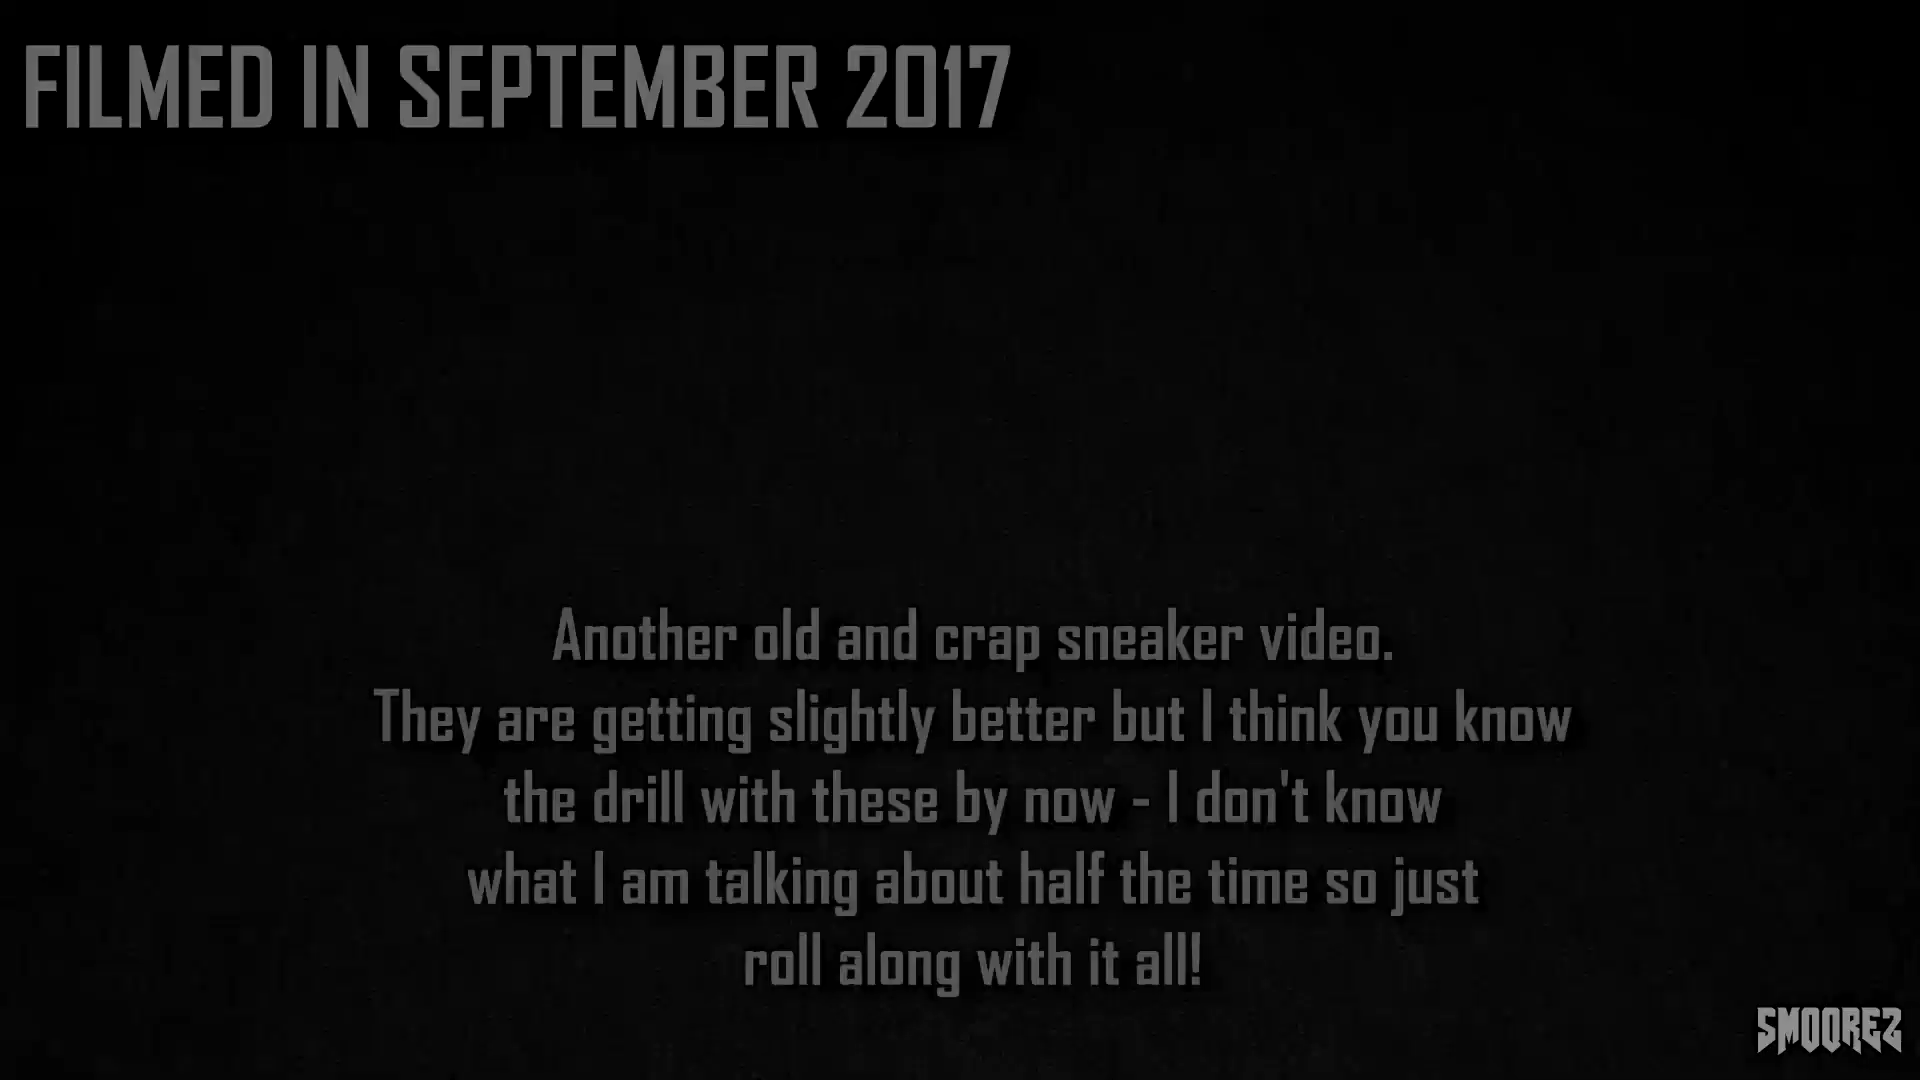 FILMED IN SEPTEMBER 2017
Another old and crap sneaker video.
They are getting slightly better but I think you know
the drill with these by now - I don't know
what I am talking about half the time so just
roll along with it all!
SMOOREZ